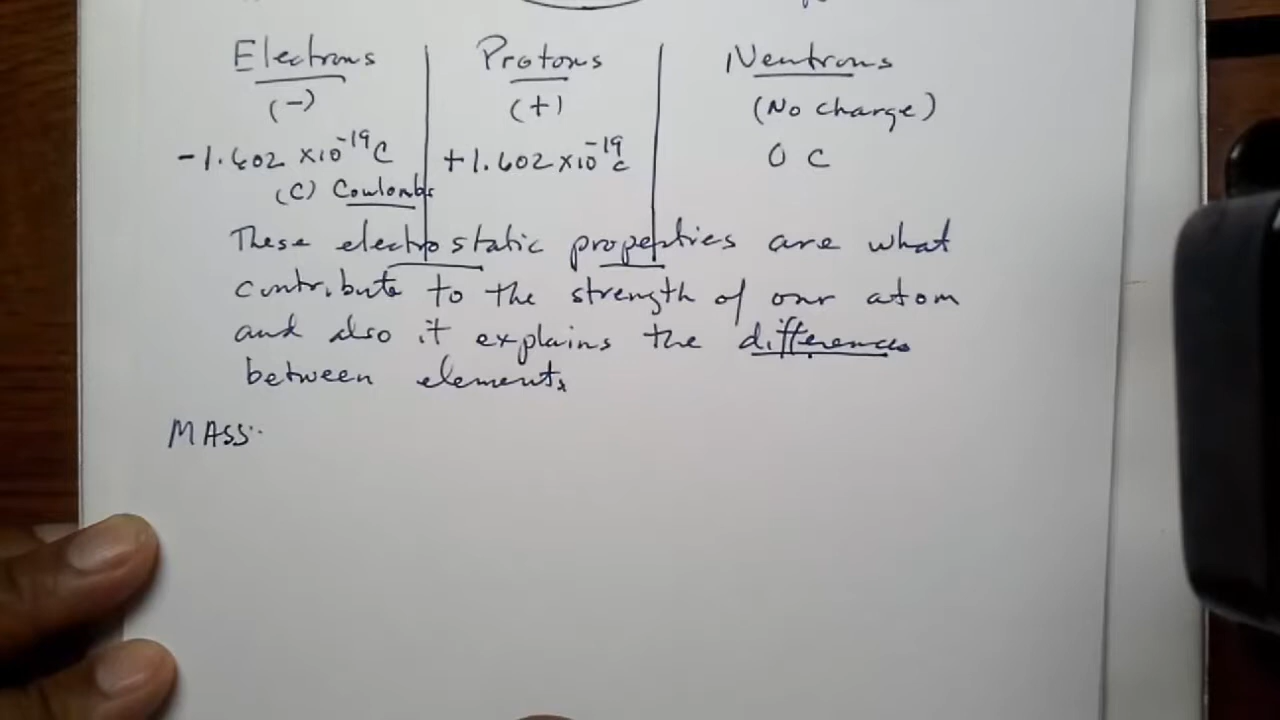 Electrons Protons Neutrons
(-) (+) (No charge)
-1.602 x10^-19 C +1.602 x10^-19 C 0 C
(C) Coulombs
These electrostatic properties are what
contribute to the strength of our atom
and also it explains the differences
between elements
MASS: